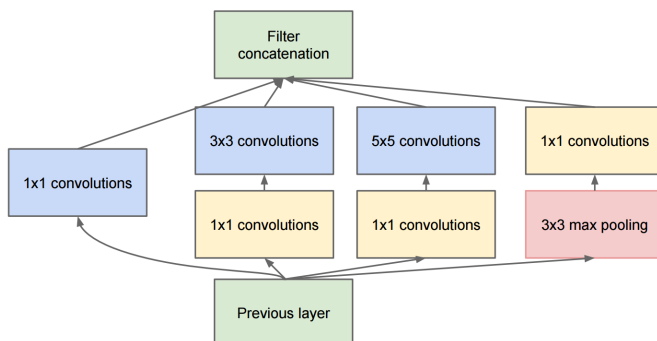 Filter
concatenation
3x3 convolutions
5x5 convolutions
1x1 convolutions
1x1 convolutions
1x1 convolutions
1x1 convolutions
3x3 max pooling
Previous layer